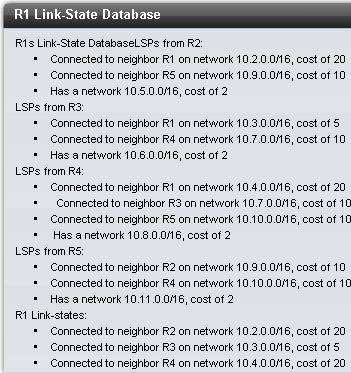 R1 Link-State Database
R1s Link-State DatabaseLSPs from R2:
• Connected to neighbor R1 on network 10.2.0.0/16, cost of 20
• Connected to neighbor R5 on network 10.9.0.0/16, cost of 10
• Has a network 10.5.0.0/16, cost of 2
LSPs from R3:
• Connected to neighbor R1 on network 10.3.0.0/16, cost of 5
• Connected to neighbor R4 on network 10.7.0.0/16, cost of 10
• Has a network 10.6.0.0/16, cost of 2
LSPs from R4:
• Connected to neighbor R1 on network 10.4.0.0/16, cost of 20
• Connected to neighbor R3 on network 10.7.0.0/16, cost of 10
• Connected to neighbor R5 on network 10.10.0.0/16, cost of 10
• Has a network 10.8.0.0/16, cost of 2
LSPs from R5:
• Connected to neighbor R2 on network 10.9.0.0/16, cost of 10
• Connected to neighbor R4 on network 10.10.0.0/16, cost of 10
• Has a network 10.11.0.0/16, cost of 2
R1 Link-states:
• Connected to neighbor R2 on network 10.2.0.0/16, cost of 20
• Connected to neighbor R3 on network 10.3.0.0/16, cost of 5
• Connected to neighbor R4 on network 10.4.0.0/16, cost of 20